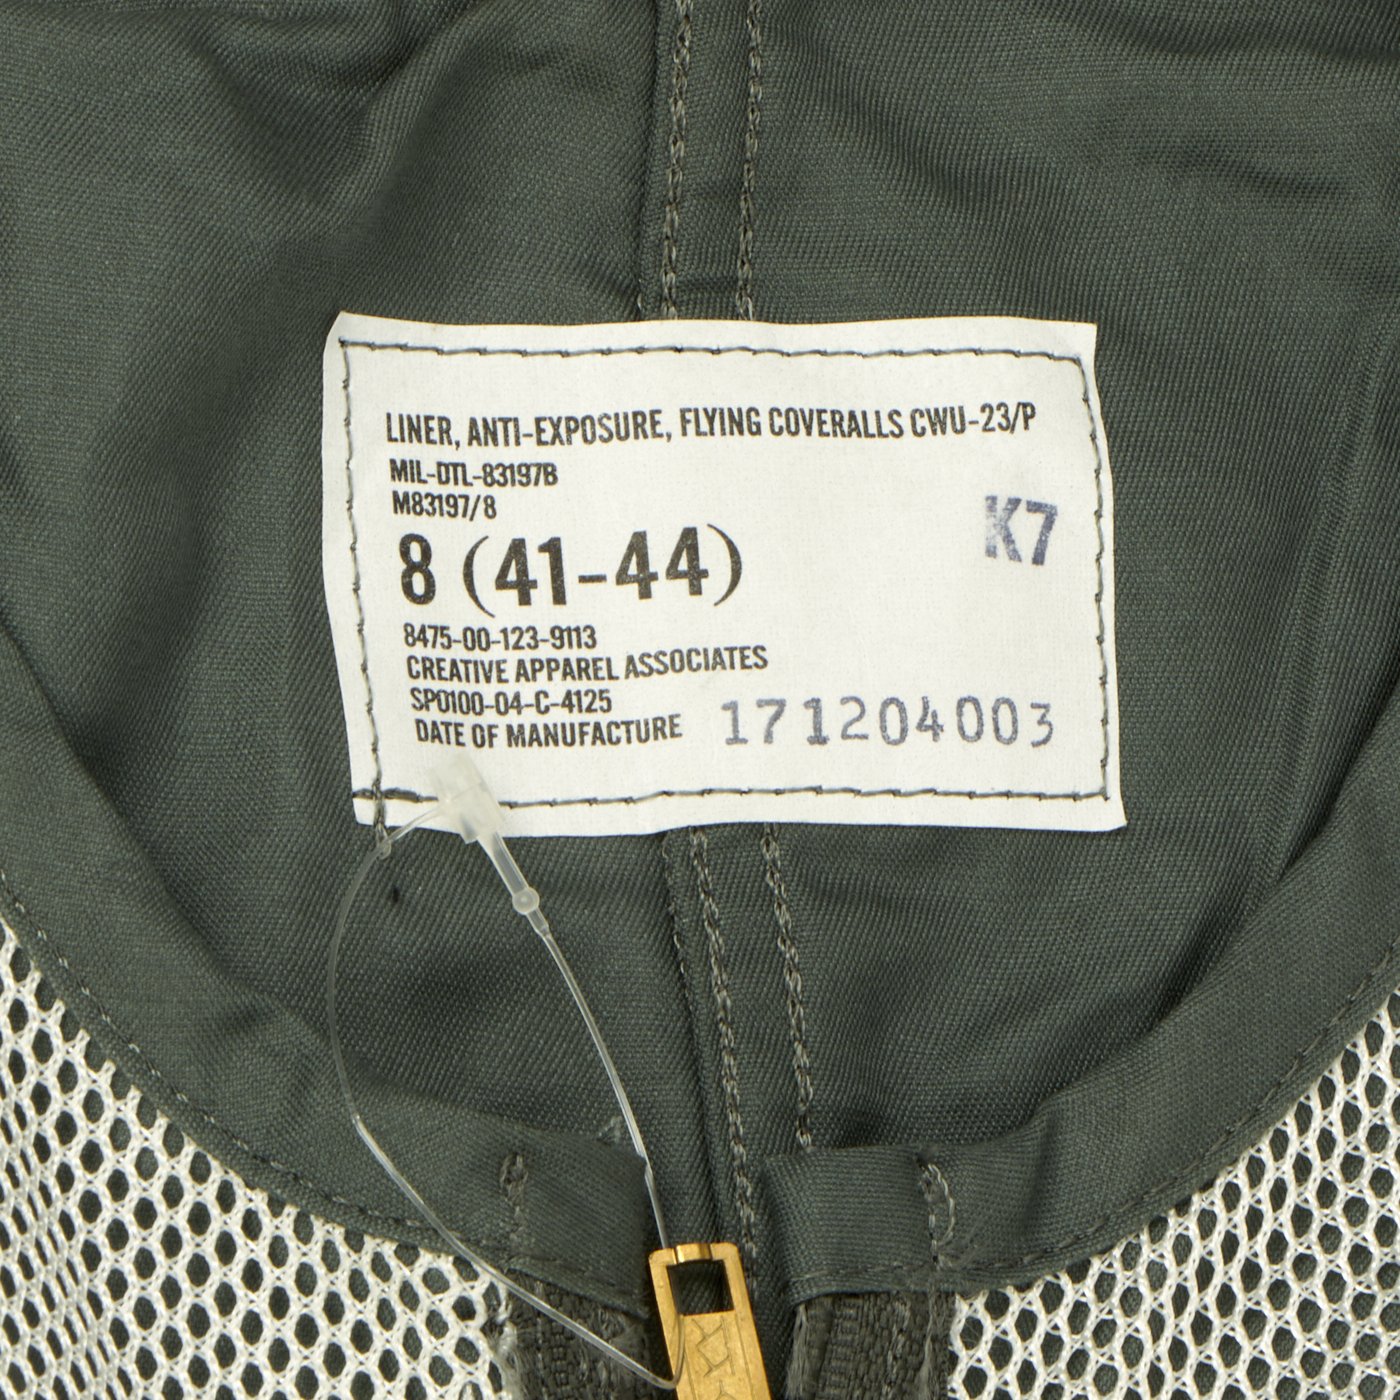 LINER, ANTI-EXPOSURE, FLYING COVERALLS CWU-23/P
MIL-DTL-83197B
M83197/8
K7
8 (41-44)
8475-00-123-9113
CREATIVE APPAREL ASSOCIATES
SP0100-04-C-4125
DATE OF MANUFACTURE 171204003